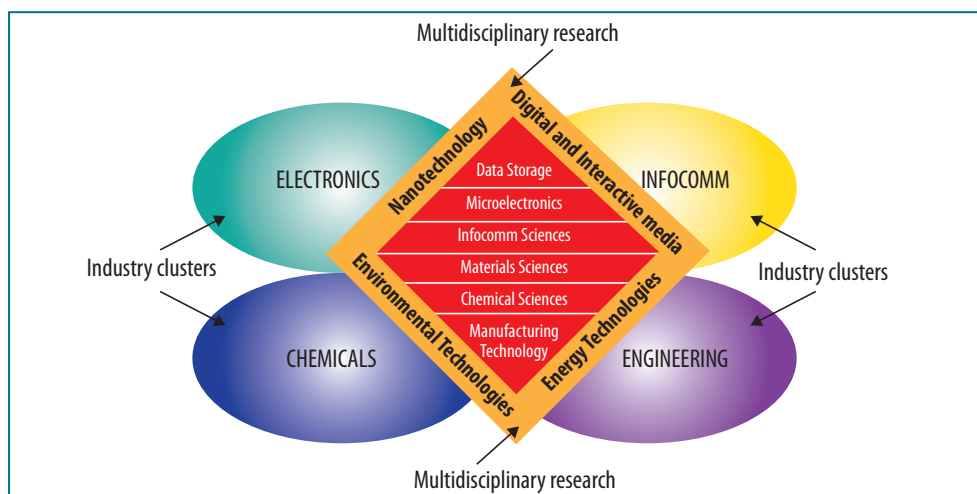 Multidisciplinary research
ELECTRONICS
Nanotechnology
Digital and Interactive media
INFOCOMM
Data Storage
Microelectronics
Infocomm Sciences
Materials Sciences
Chemical Sciences
Manufacturing
Technology
Industry clusters
Industry clusters
CHEMICALS
Environmental Technologies
Energy Technologies
ENGINEERING
Multidisciplinary research